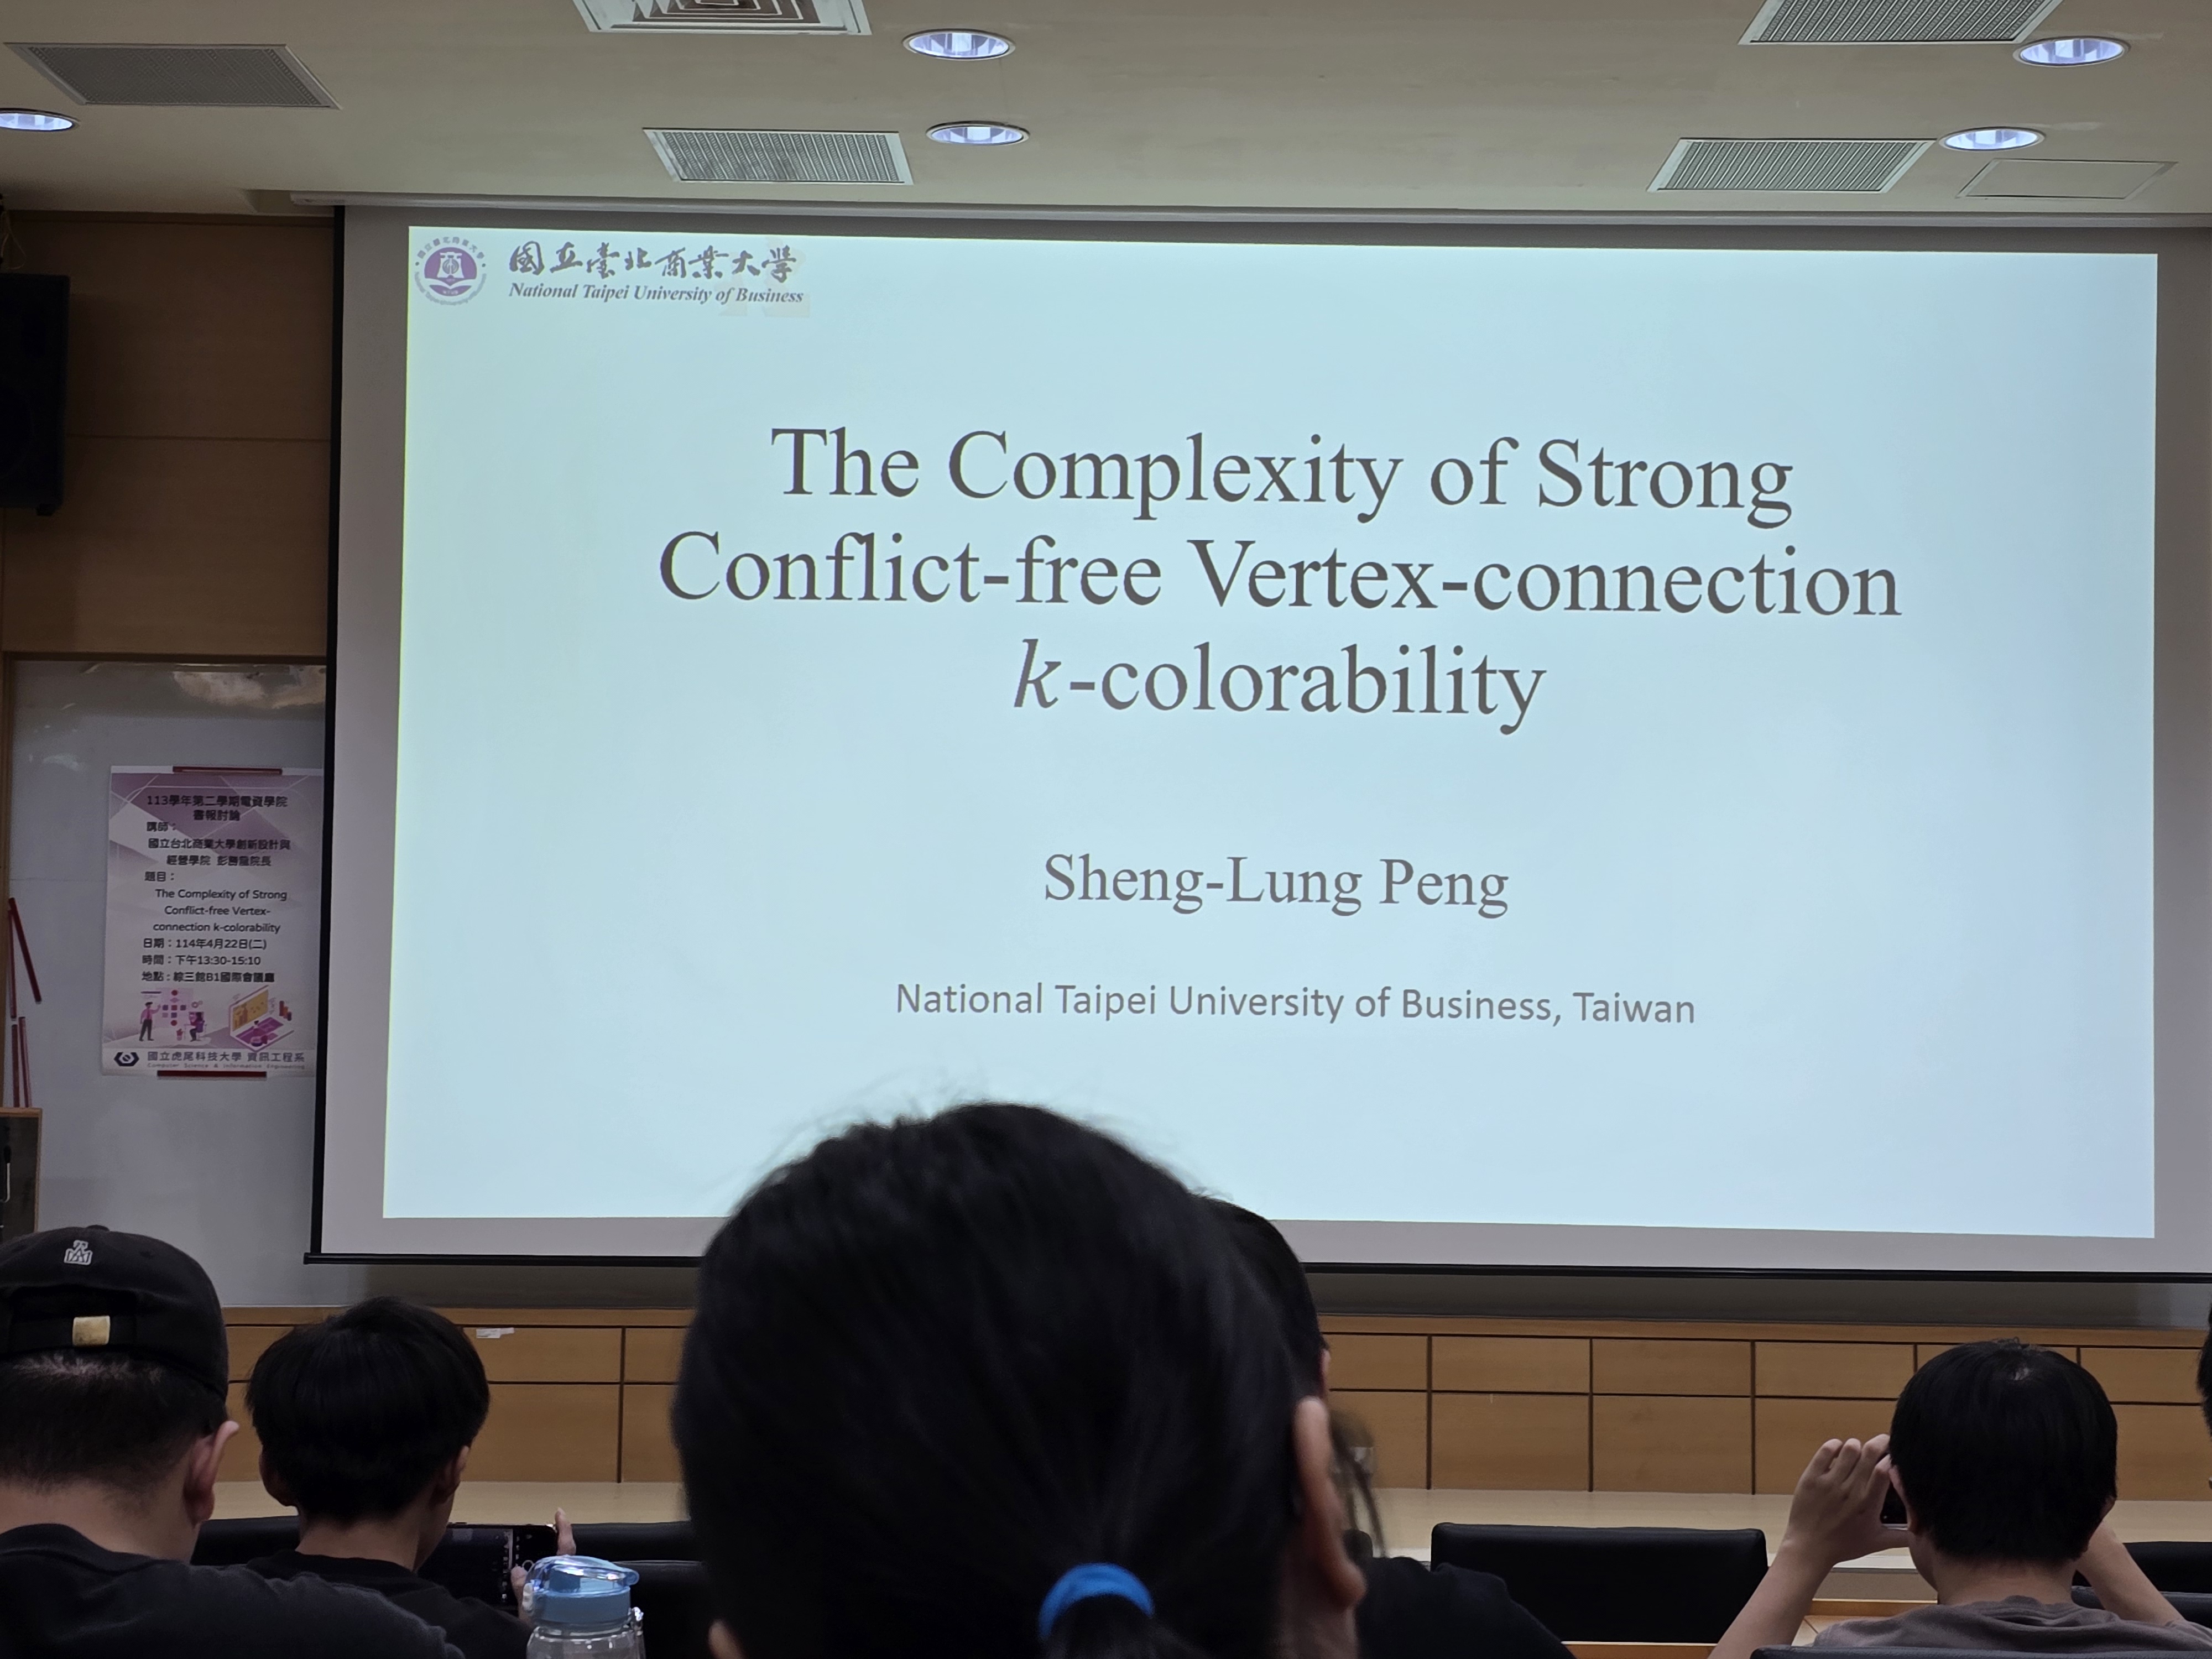 國立臺北商業大學
National Taipei University of Business
The Complexity of Strong
Conflict-free Vertex-connection
k-colorability
Sheng-Lung Peng
National Taipei University of Business, Taiwan
113學年第二學期電資學院
書報討論
講師：
國立台北商業大學創新設計與
經營學院 彭勝龍院長
題目：
The Complexity of Strong
Conflict-free Vertex-
connection k-colorability
日期：114年4月22日(二)
時間：下午13:30-15:10
地點：綜三館B1國際會議廳
國立虎尾科技大學 資訊工程系
Computer Science & Information Engineering